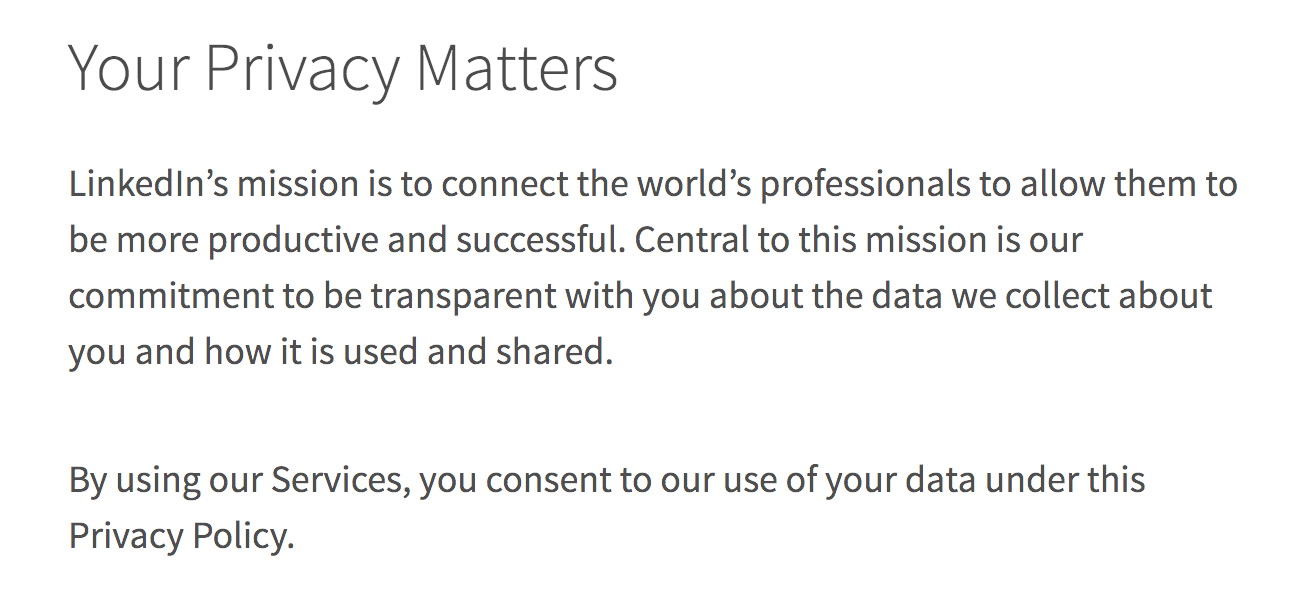 Your Privacy Matters
LinkedIn’s mission is to connect the world’s professionals to allow them to
be more productive and successful. Central to this mission is our
commitment to be transparent with you about the data we collect about
you and how it is used and shared.
By using our Services, you consent to our use of your data under this
Privacy Policy.